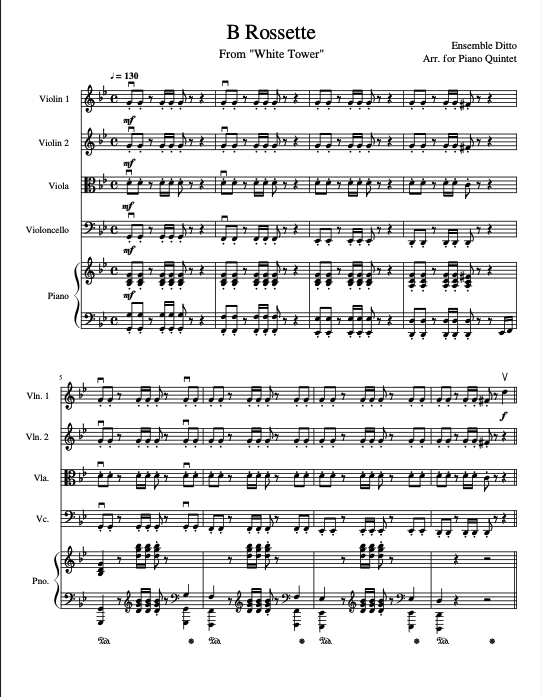 B Rossette
From "White Tower"
Ensemble Ditto
Arr. for Piano Quintet
♩ = 130
Violin 1
mf
Violin 2
mf
Viola
mf
Violoncello
mf
Piano
mf
5
Vln. 1
f
Vln. 2
Vla.
Vc.
Pno.